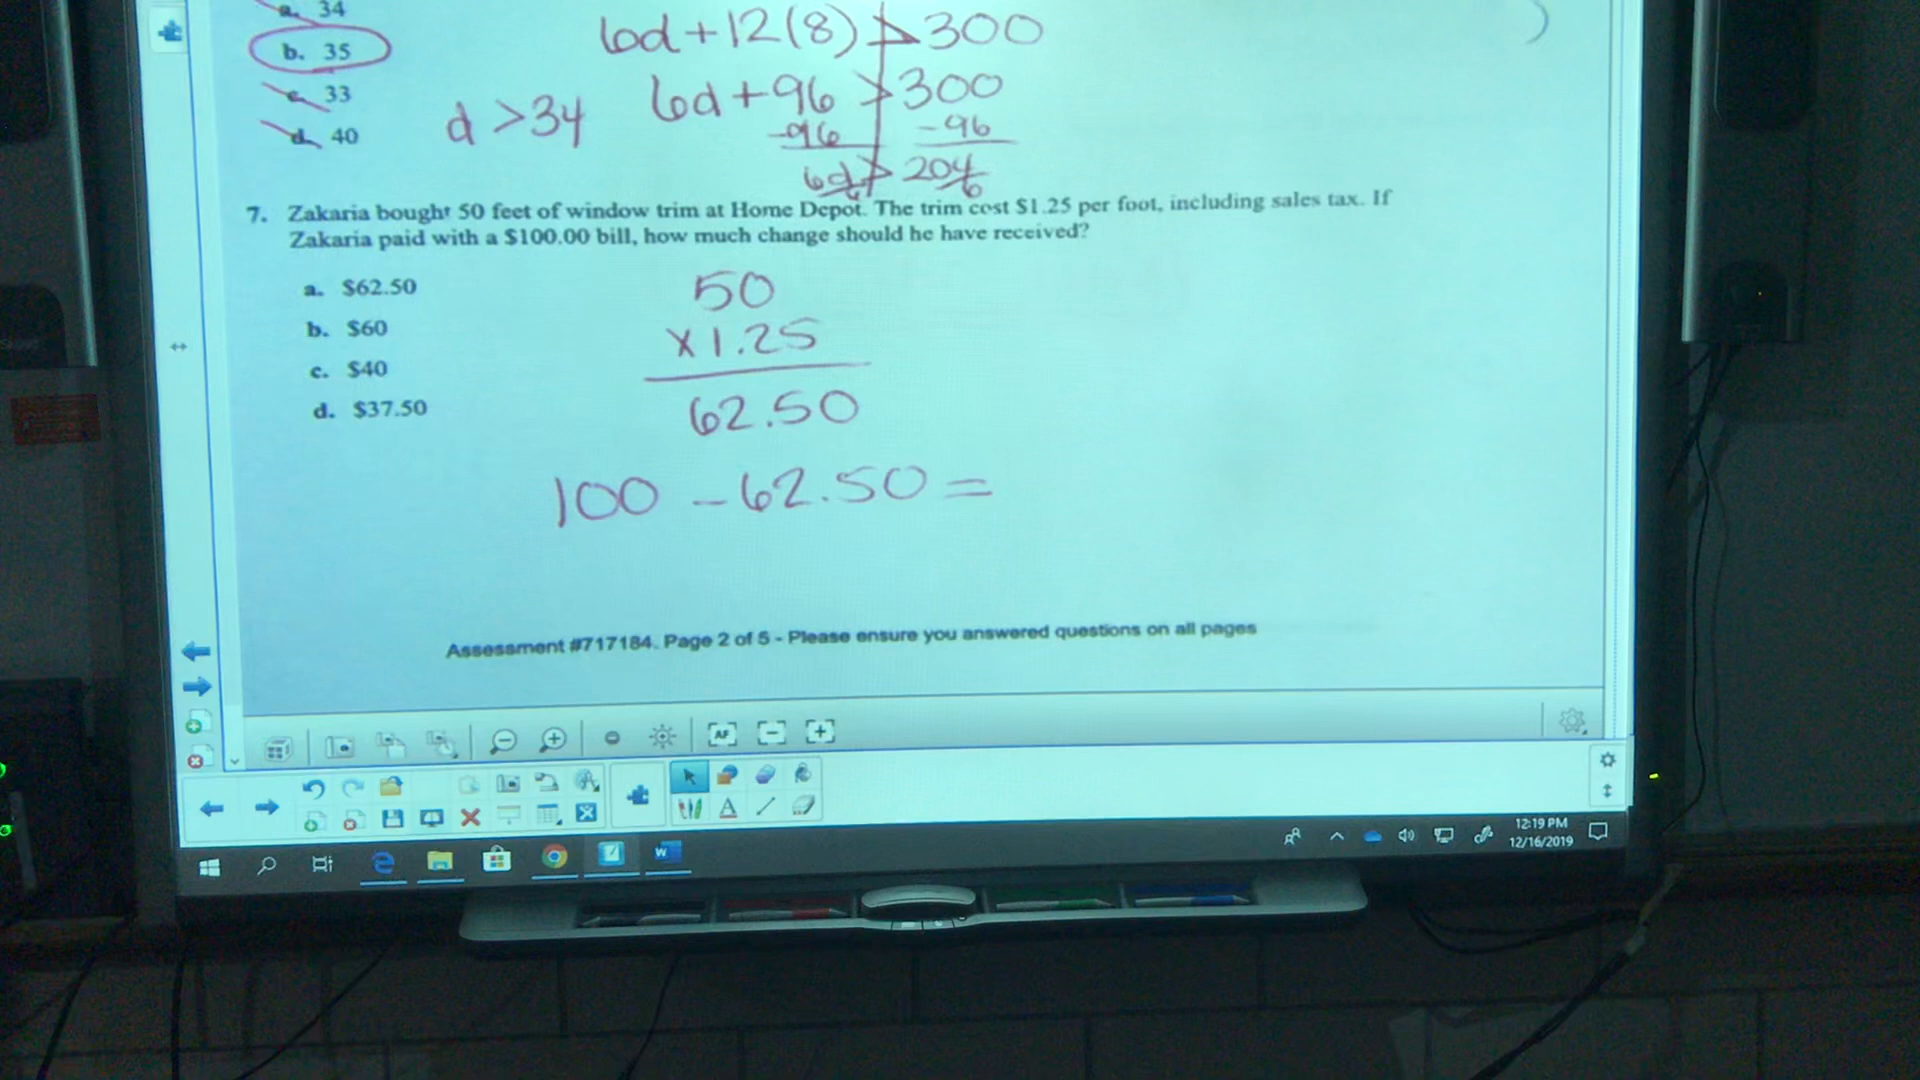 a. 34
b. 35
c. 33
d. 40
6d+12(8) > 300
6d+96 > 300
-96 -96
6d > 204
6 6
d > 34
7. Zakaria bought 50 feet of window trim at Home Depot. The trim cost $1.25 per foot, including sales tax. If
Zakaria paid with a $100.00 bill, how much change should he have received?
a. $62.50
b. $60
c. $40
d. $37.50
50
x 1.25
62.50
100 - 62.50 =
Assessment #717184. Page 2 of 5 - Please ensure you answered questions on all pages
AF
A
W
12:19 PM
12/16/2019